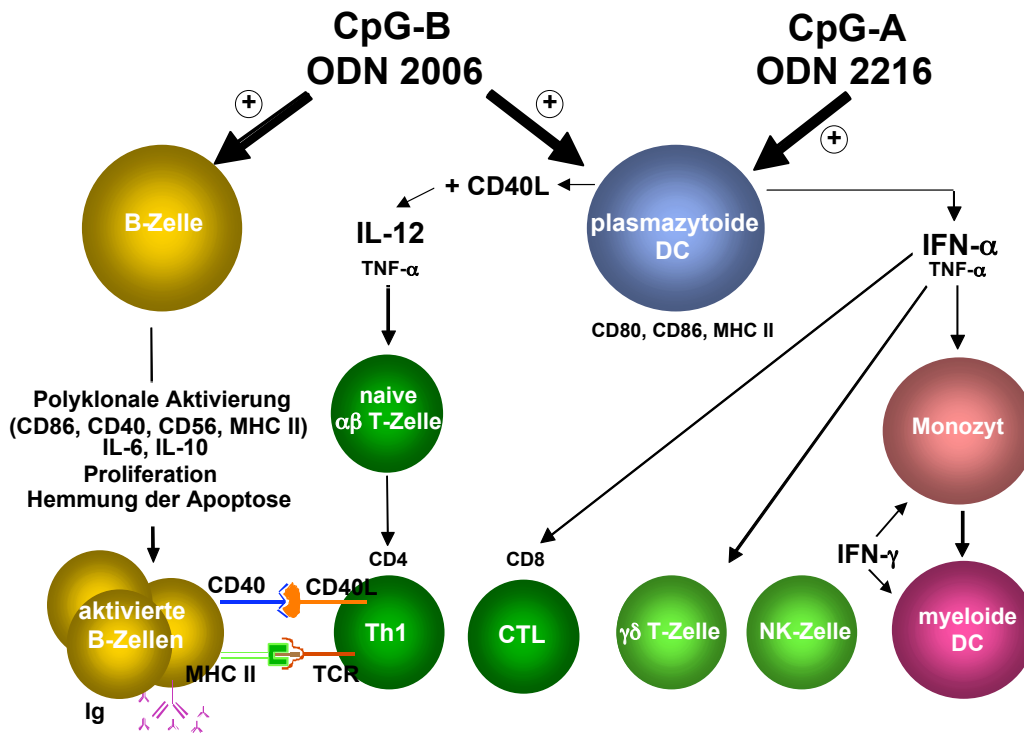 CpG-B
ODN 2006
CpG-A
ODN 2216
+
+
+
B-Zelle
+ CD40L
plasmazytoide
DC
IL-12
TNF-α
IFN-α
TNF-α
CD80, CD86, MHC II
Polyklonale Aktivierung
(CD86, CD40, CD56, MHC II)
IL-6, IL-10
Proliferation
Hemmung der Apoptose
naive
αβ T-Zelle
Monozyt
CD4
CD8
IFN-γ
CD40
CD40L
aktivierte
B-Zellen
Th1
CTL
γδ T-Zelle
NK-Zelle
myeloide
DC
MHC II
TCR
Ig